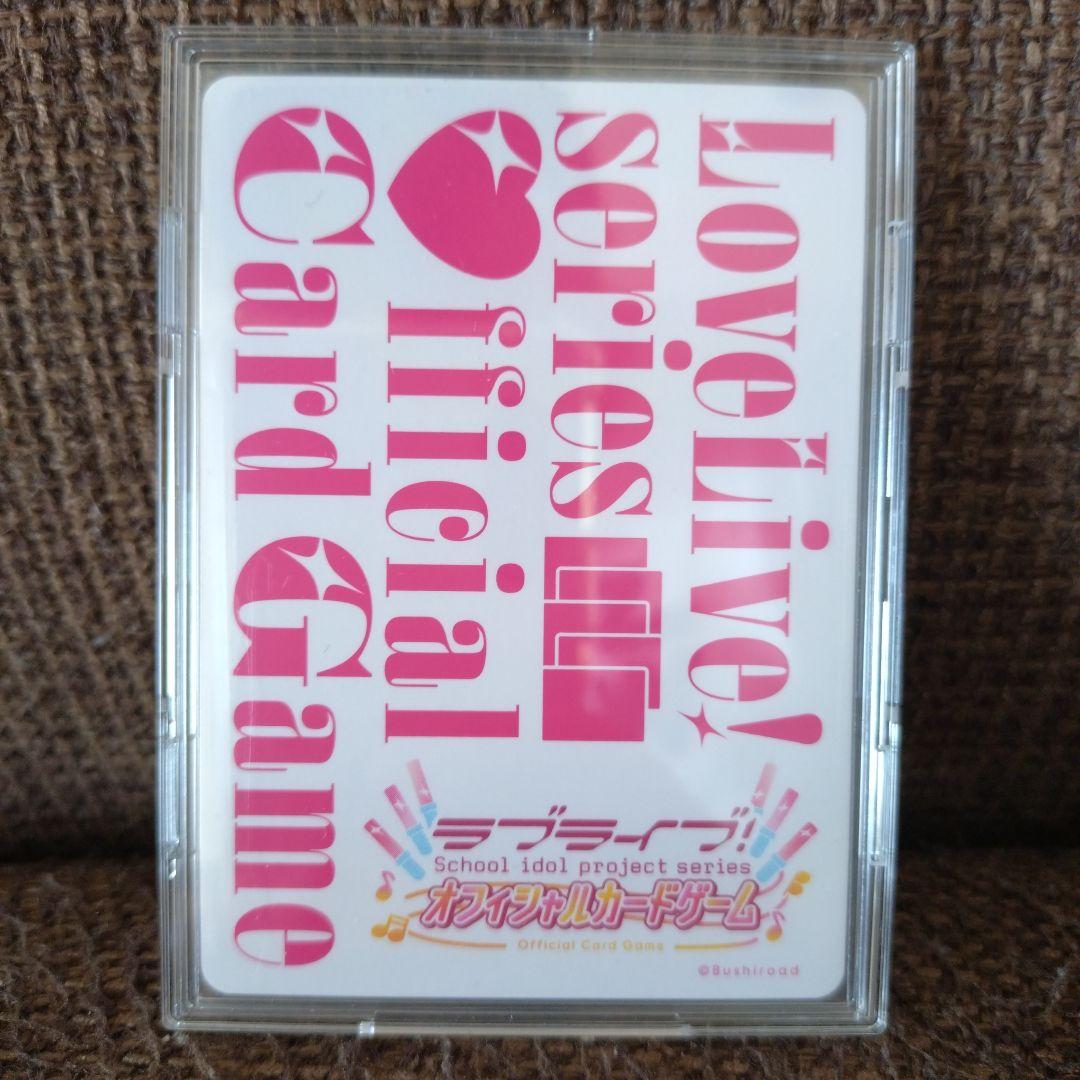 LoveLive!
series
♥fficial
Card Game
ラブライブ!
School idol project series
オフィシャルカードゲーム
Official Card Game
©Bushiroad